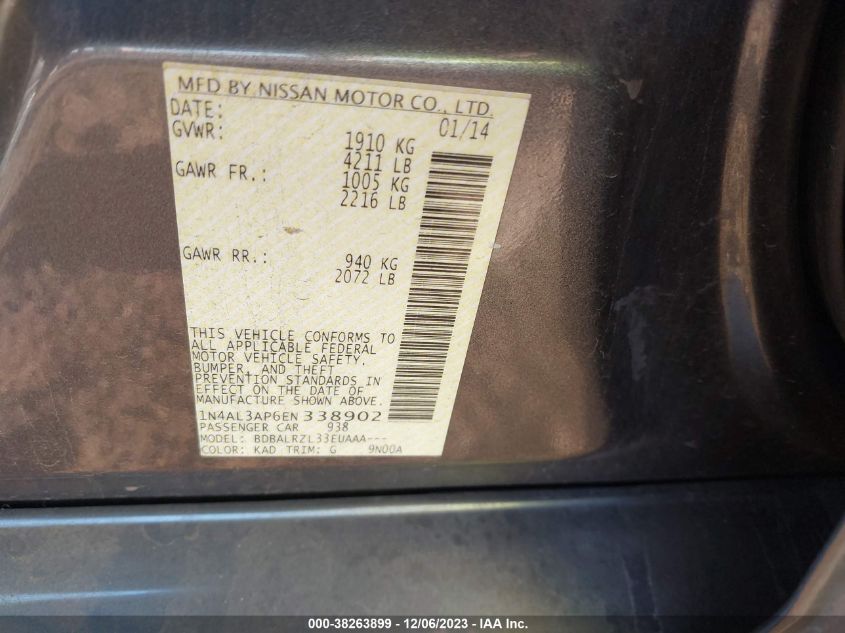 MFD BY NISSAN MOTOR CO., LTD.
DATE: 01/14
GVWR: 1910 KG
4211 LB
GAWR FR.: 1005 KG
2216 LB
GAWR RR.: 940 KG
2072 LB
THIS VEHICLE CONFORMS TO
ALL APPLICABLE FEDERAL
MOTOR VEHICLE SAFETY,
BUMPER, AND THEFT
PREVENTION STANDARDS IN
EFFECT ON THE DATE OF
MANUFACTURE SHOWN ABOVE.
1N4AL3AP6EN 338902
PASSENGER CAR 938
MODEL: BDBALRZL33EUAAA---
COLOR: KAD TRIM: G 9N00A
000-38263899 - 12/06/2023 - IAA Inc.